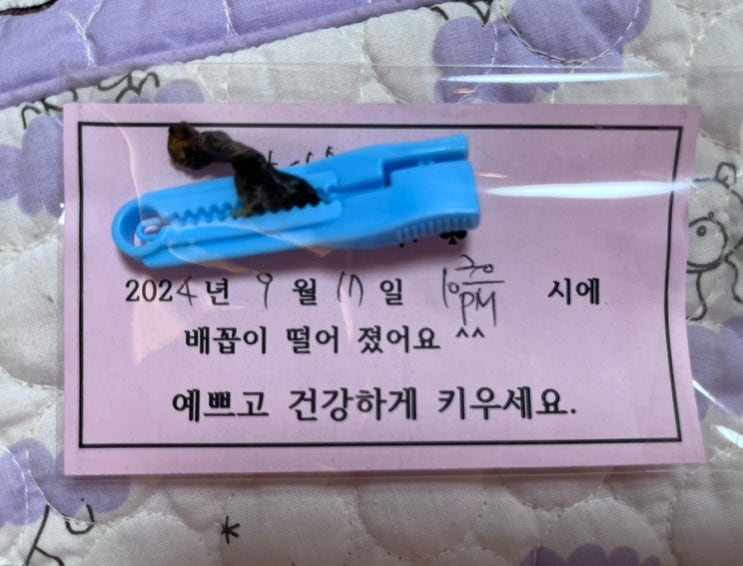 2024년 9월 17일 10 30 PM 시에
배꼽이 떨어 졌어요 ^^
예쁘고 건강하게 키우세요.